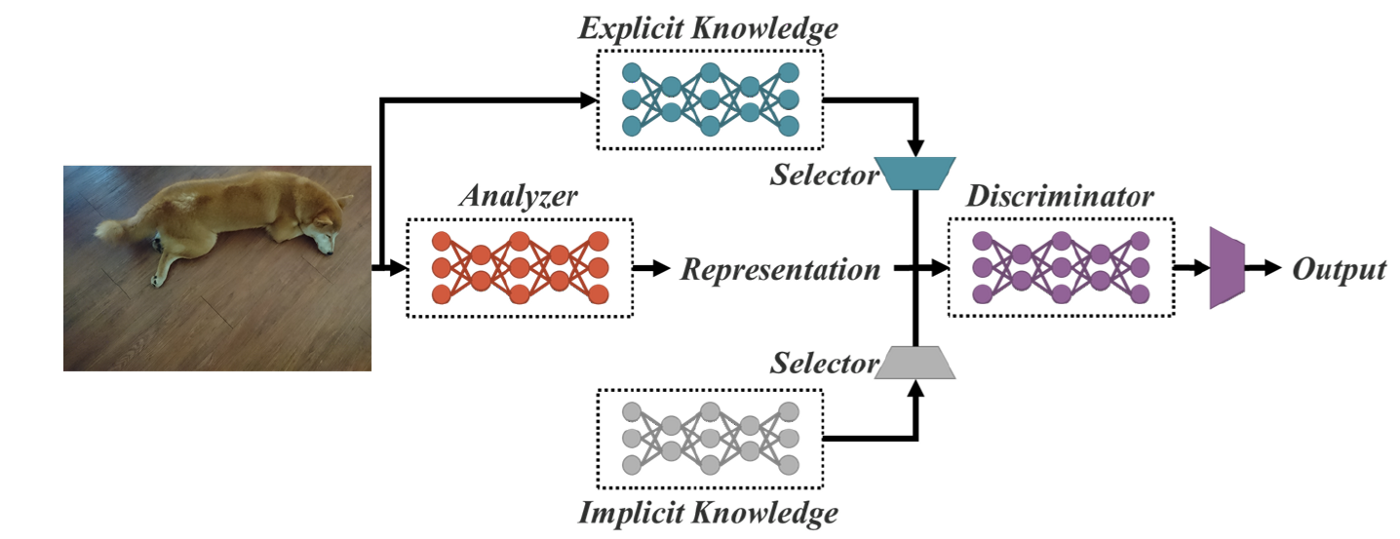 Explicit Knowledge
Selector
Analyzer
Discriminator
Representation
Output
Selector
Implicit Knowledge